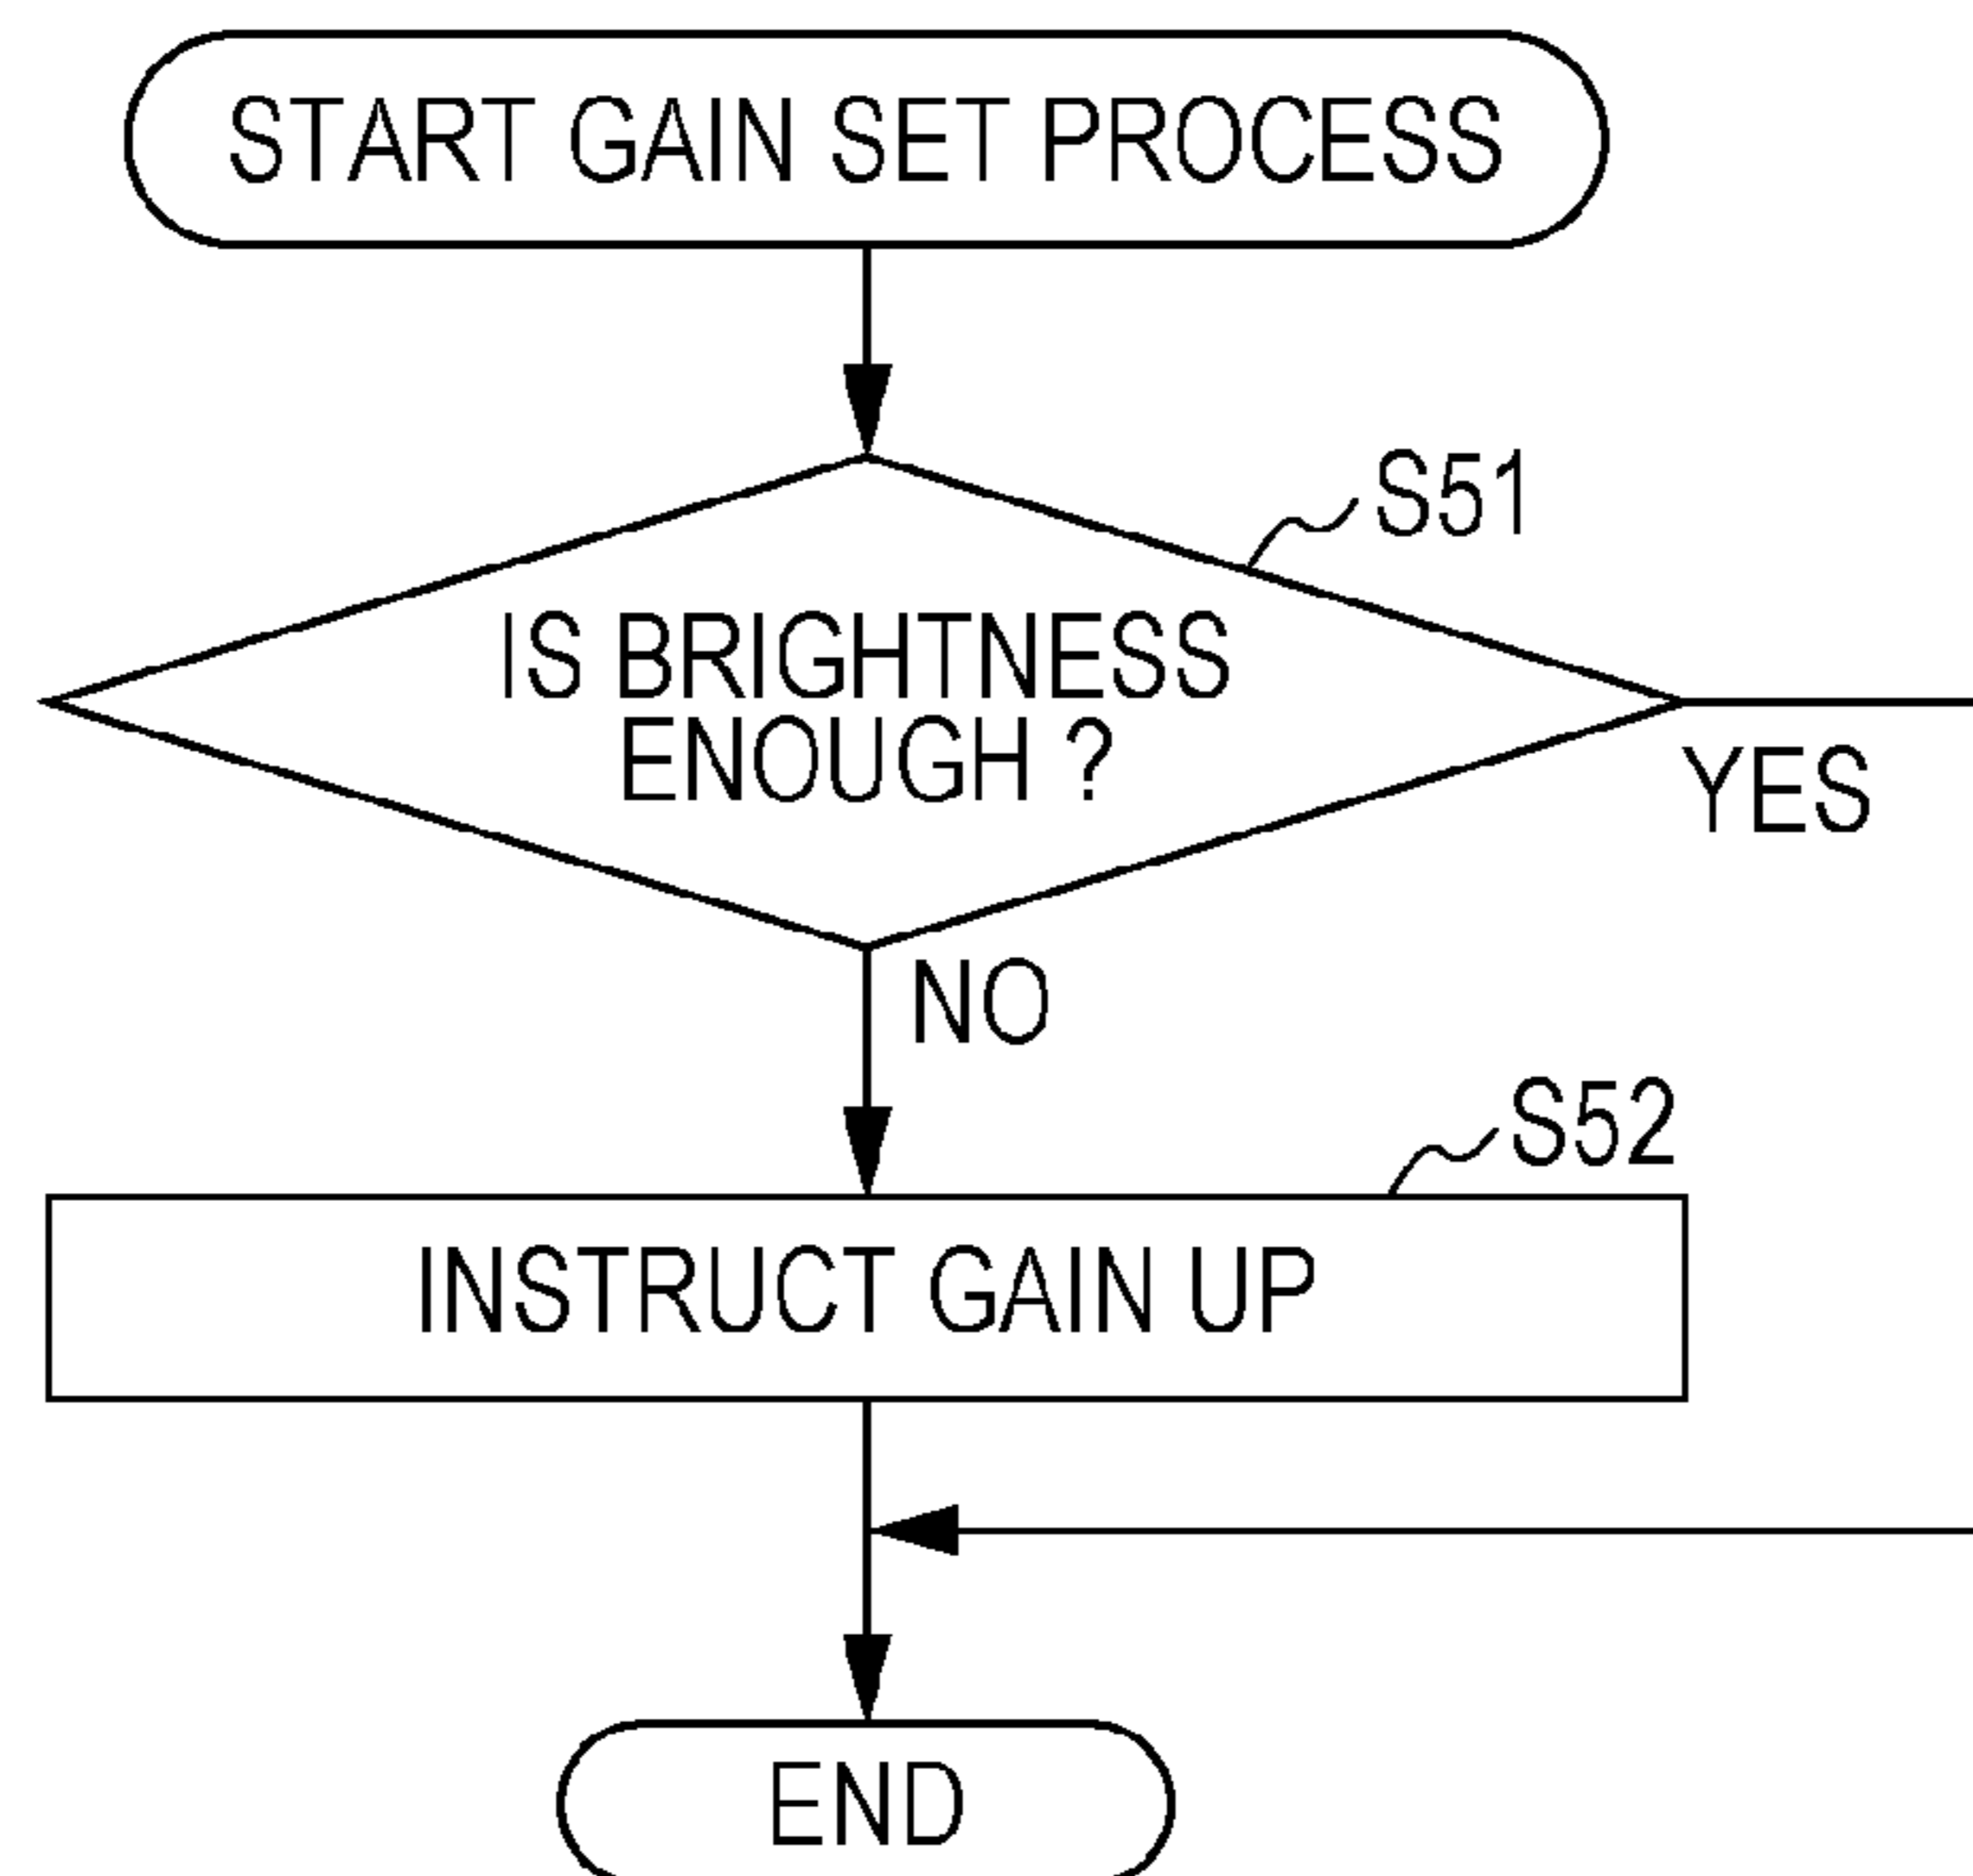 START GAIN SET PROCESS
S51
IS BRIGHTNESS
ENOUGH ?
YES
NO
S52
INSTRUCT GAIN UP
END